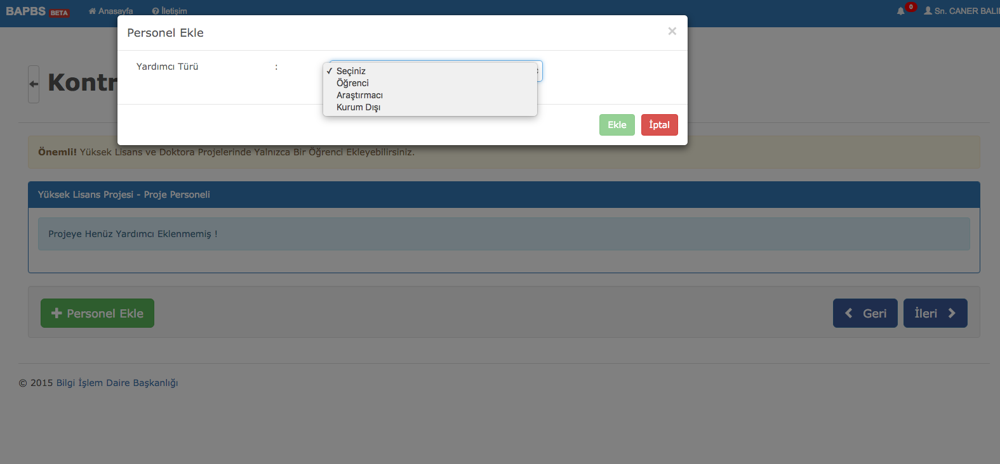 BAPBS BETA Anasayfa İletişim 0 Sn. CANER
Personel Ekle ×
Yardımcı Türü :
✓ Seçiniz
Öğrenci
Araştırmacı
Kurum Dışı
Ekle İptal
Önemli! Yüksek Lisans ve Doktora Projelerinde Yalnızca Bir Öğrenci Ekleyebilirsiniz.
Yüksek Lisans Projesi - Proje Personeli
Projeye Henüz Yardımcı Eklenmemiş !
Personel Ekle Geri İleri
© 2015 Bilgi İşlem Daire Başkanlığı